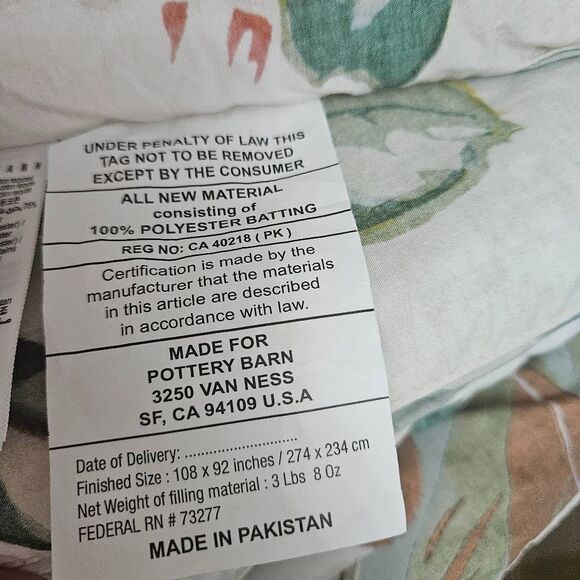 UNDER PENALTY OF LAW THIS
TAG NOT TO BE REMOVED
EXCEPT BY THE CONSUMER
ALL NEW MATERIAL
consisting of
100% POLYESTER BATTING
REG NO: CA 40218 ( PK )
Certification is made by the
manufacturer that the materials
in this article are described
in accordance with law.
MADE FOR
POTTERY BARN
3250 VAN NESS
SF, CA 94109 U.S.A
Date of Delivery: ............................
Finished Size : 108 x 92 inches / 274 x 234 cm
Net Weight of filling material : 3 Lbs 8 Oz
FEDERAL RN # 73277
MADE IN PAKISTAN